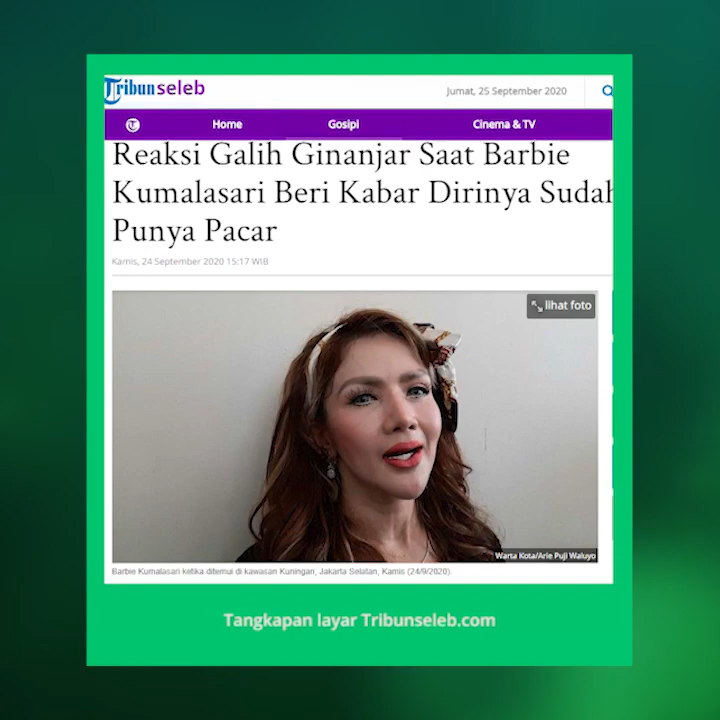 Tribunseleb
Jumat, 25 September 2020
Home Gosipi Cinema & TV
Reaksi Galih Ginanjar Saat Barbie
Kumalasari Beri Kabar Dirinya Sudah
Punya Pacar
Kamis, 24 September 2020 15:17 WIB
lihat foto
Warta Kota/Arie Puji Waluyo
Barbie Kumalasari ketika ditemui di kawasan Kuningan, Jakarta Selatan, Kamis (24/9/2020).
Tangkapan layar Tribunseleb.com